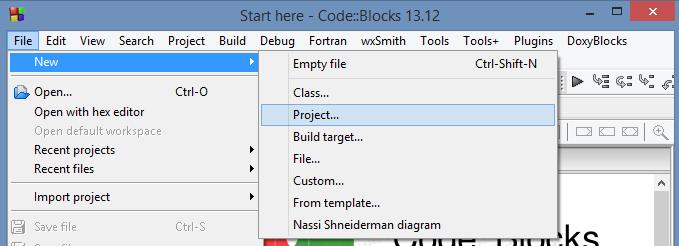 Start here - Code::Blocks 13.12
File Edit View Search Project Build Debug Fortran wxSmith Tools Tools+ Plugins DoxyBlocks
New
Empty file Ctrl-Shift-N
Open... Ctrl-O
Class...
Open with hex editor
Project...
Open default workspace
Build target...
Recent projects
File...
Recent files
Custom...
Import project
From template...
Save file Ctrl-S
Nassi Shneiderman diagram
Code Blocks